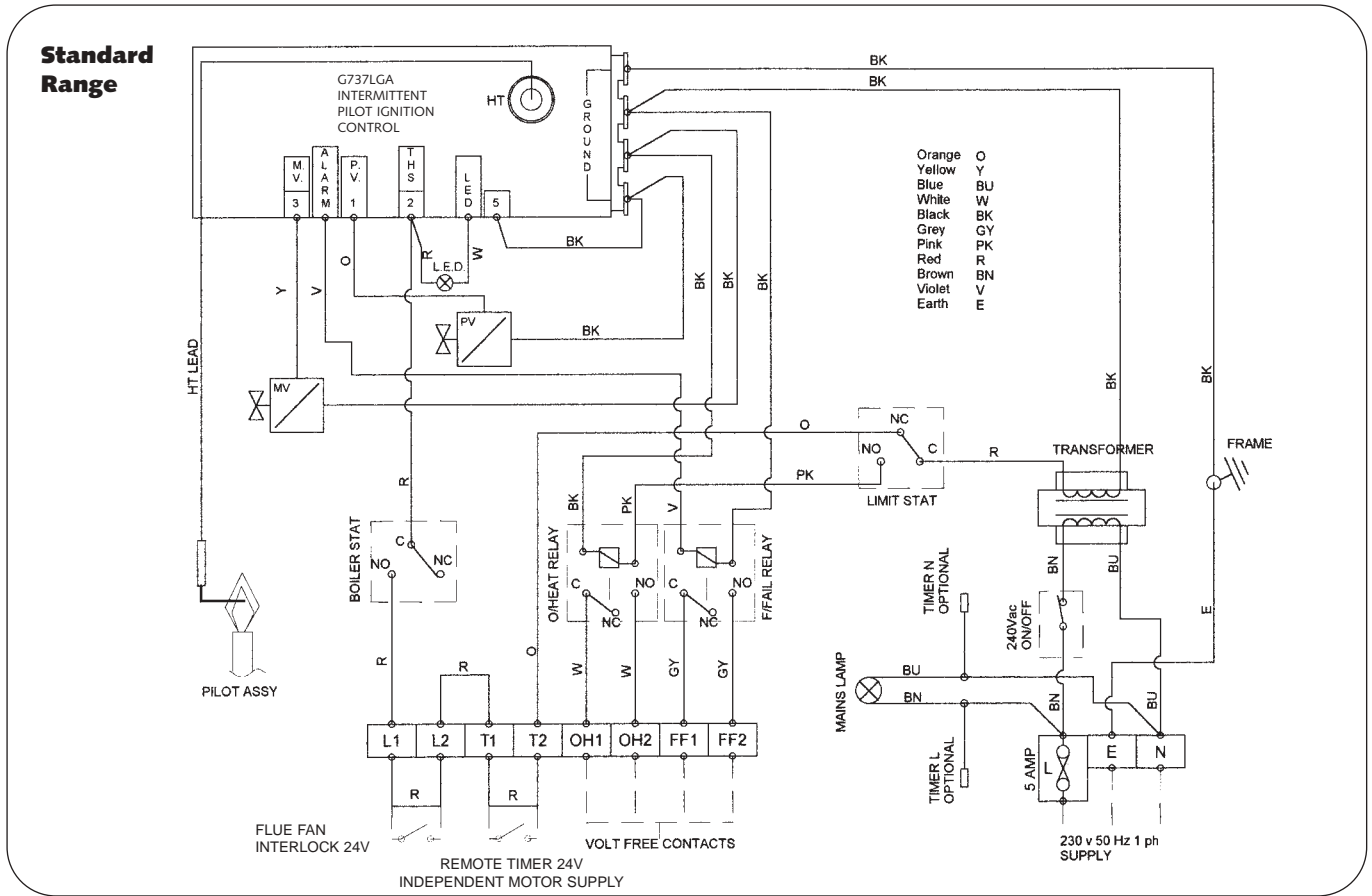 Standard
Range
G737LGA
INTERMITTENT
PILOT IGNITION
CONTROL
HT
GROUND
M.V.
3
ALARM
P.V.
1
THS
2
LED
5
BK
BK
Orange O
Yellow Y
Blue BU
White W
Black BK
Grey GY
Pink PK
Red R
Brown BN
Violet V
Earth E
BK
R
W
L.E.D.
O
Y
V
BK
BK
BK
PV
BK
HT LEAD
MV
BK
BK
O
NC
NO
C
R
PK
LIMIT STAT
TRANSFORMER
FRAME
R
BK
PK
V
BOILER STAT
C
NO
NC
O/HEAT RELAY
C
NO
NC
F/FAIL RELAY
C
NO
NC
BN
BU
240Vac
ON/OFF
E
TIMER N
OPTIONAL
PILOT ASSY
R
R
O
W
W
GY
GY
MAINS LAMP
BU
BN
BN
BU
L1 L2 T1 T2 OH1 OH2 FF1 FF2
TIMER L
OPTIONAL
5 AMP
L E N
R
R
FLUE FAN
INTERLOCK 24V
VOLT FREE CONTACTS
REMOTE TIMER 24V
INDEPENDENT MOTOR SUPPLY
230 v 50 Hz 1 ph
SUPPLY